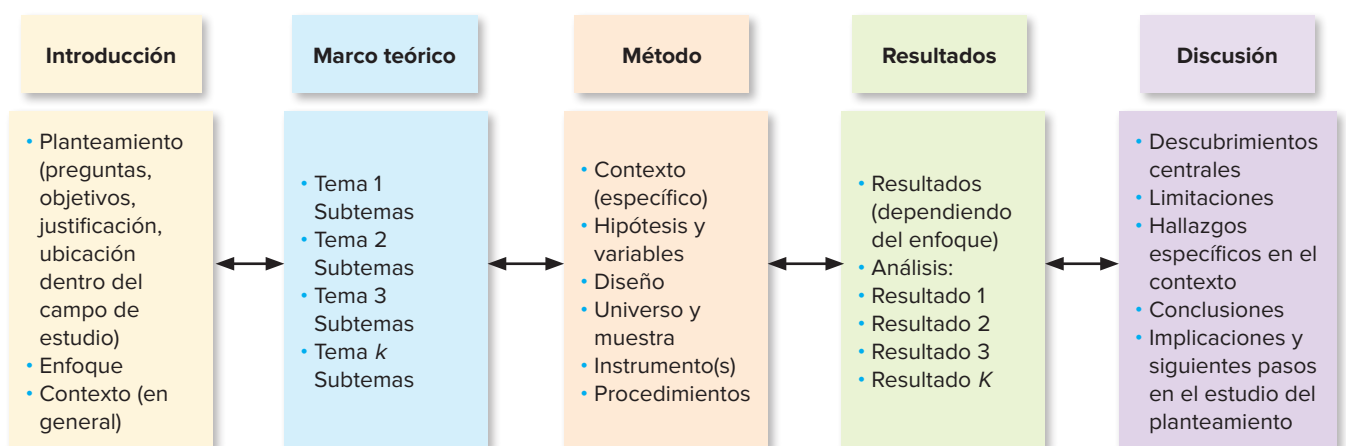 Introducción
• Planteamiento
(preguntas,
objetivos,
justificación,
ubicación
dentro del
campo de
estudio)
• Enfoque
• Contexto (en
general)
Marco teórico
• Tema 1
Subtemas
• Tema 2
Subtemas
• Tema 3
Subtemas
• Tema k
Subtemas
Método
• Contexto
(específico)
• Hipótesis y
variables
• Diseño
• Universo y
muestra
• Instrumento(s)
• Procedimientos
Resultados
• Resultados
(dependiendo
del enfoque)
• Análisis:
• Resultado 1
• Resultado 2
• Resultado 3
• Resultado K
Discusión
• Descubrimientos
centrales
• Limitaciones
• Hallazgos
específicos en el
contexto
• Conclusiones
• Implicaciones y
siguientes pasos
en el estudio del
planteamiento